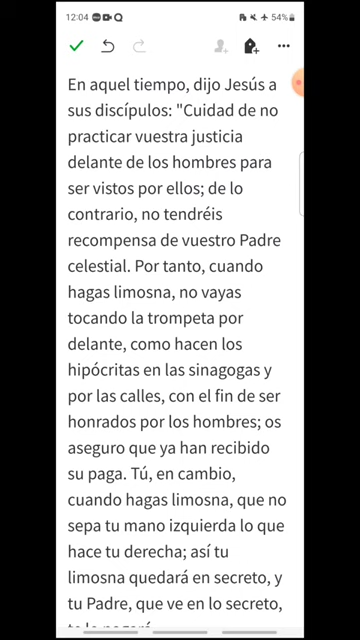 12:04
54%
En aquel tiempo, dijo Jesús a
sus discípulos: "Cuidad de no
practicar vuestra justicia
delante de los hombres para
ser vistos por ellos; de lo
contrario, no tendréis
recompensa de vuestro Padre
celestial. Por tanto, cuando
hagas limosna, no vayas
tocando la trompeta por
delante, como hacen los
hipócritas en las sinagogas y
por las calles, con el fin de ser
honrados por los hombres; os
aseguro que ya han recibido
su paga. Tú, en cambio,
cuando hagas limosna, que no
sepa tu mano izquierda lo que
hace tu derecha; así tu
limosna quedará en secreto, y
tu Padre, que ve en lo secreto,